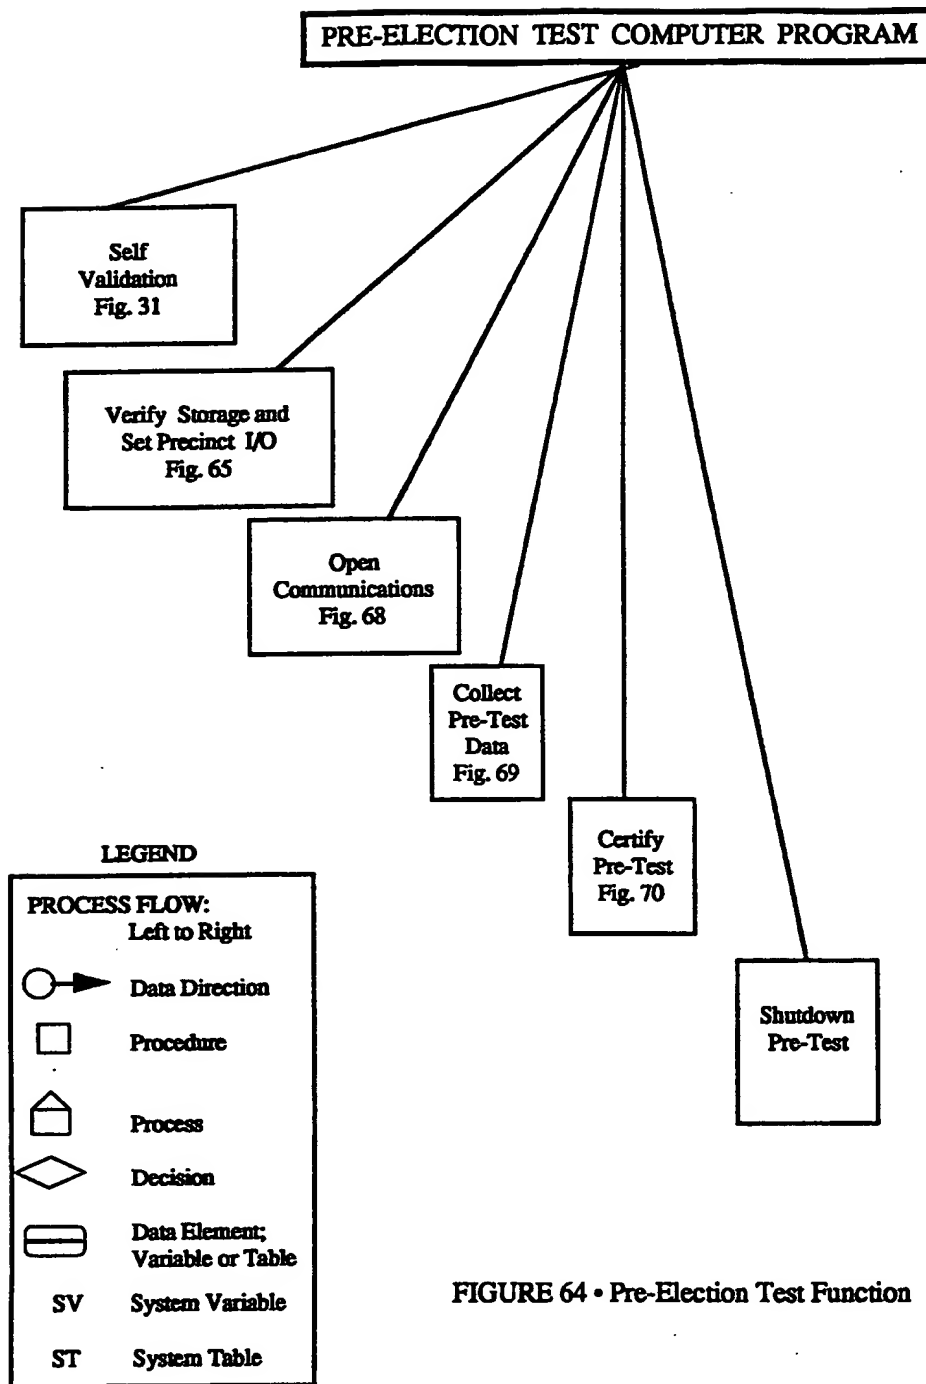 PRE-ELECTION TEST COMPUTER PROGRAM
Self
Validation
Fig. 31
Verify Storage and
Set Precinct I/O
Fig. 65
Open
Communications
Fig. 68
Collect
Pre-Test
Data
Fig. 69
Certify
Pre-Test
Fig. 70
Shutdown
Pre-Test
LEGEND
PROCESS FLOW:
Left to Right
Data Direction
Procedure
Process
Decision
Data Element;
Variable or Table
SV System Variable
ST System Table
FIGURE 64 • Pre-Election Test Function